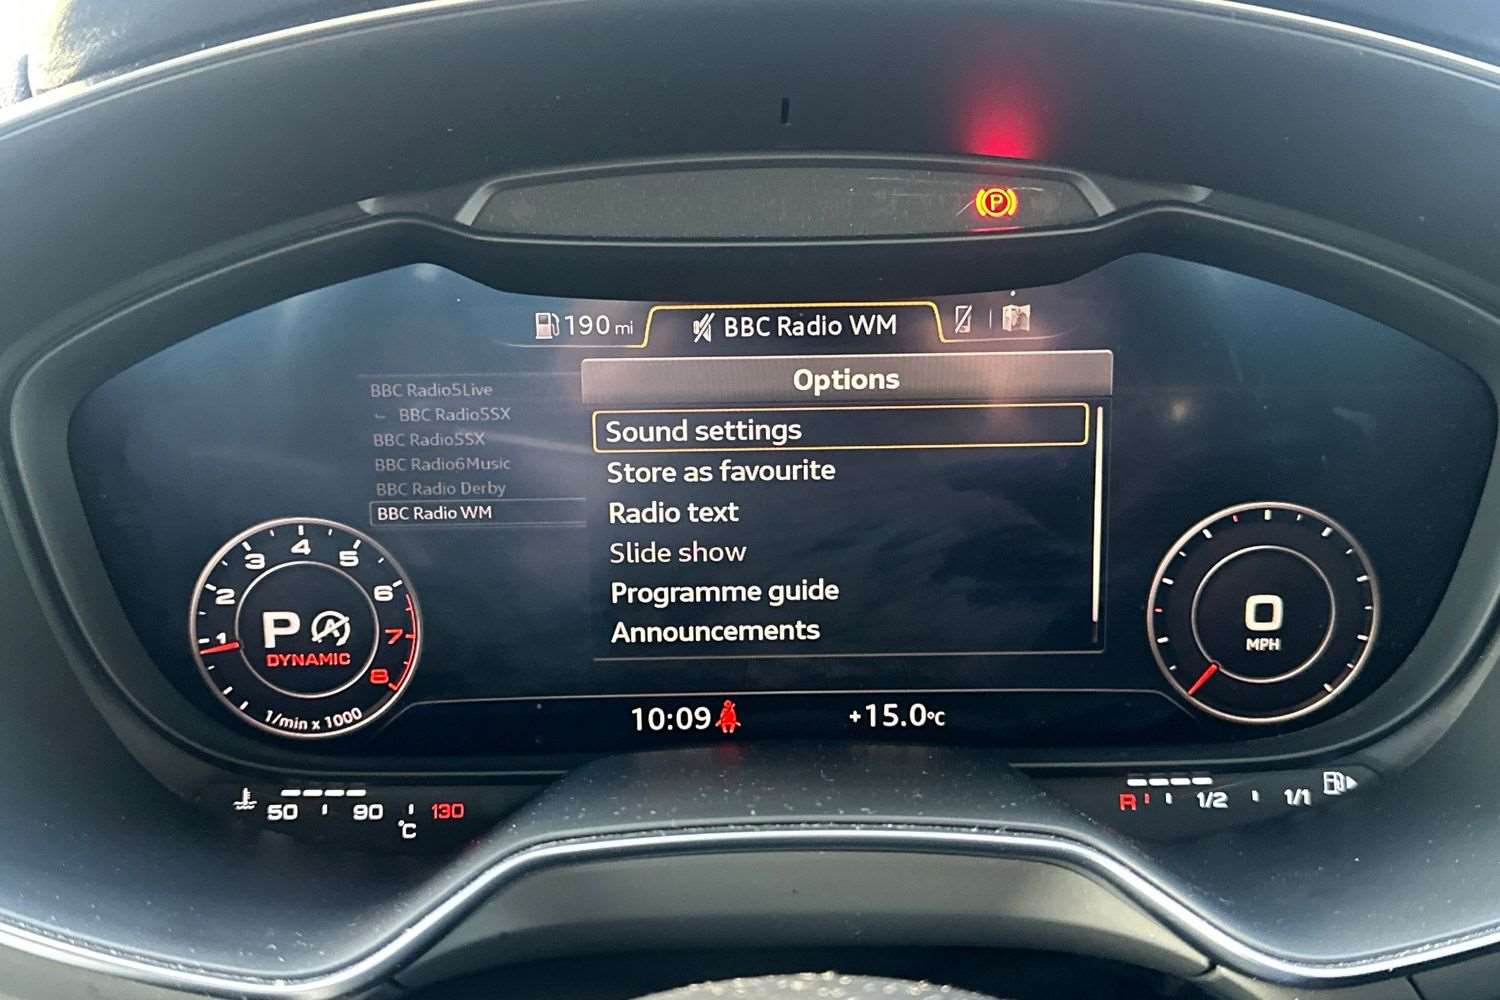 P
190 mi
BBC Radio WM
Options
BBC Radio5Live
BBC Radio5SX
BBC Radio5SX
BBC Radio6Music
BBC Radio Derby
BBC Radio WM
Sound settings
Store as favourite
Radio text
Slide show
Programme guide
Announcements
1 2 3 4 5 6 7 8
P A
DYNAMIC
1/min x 1000
0
MPH
10:09
+15.0°C
50 90 130
°C
R 1/2 1/1